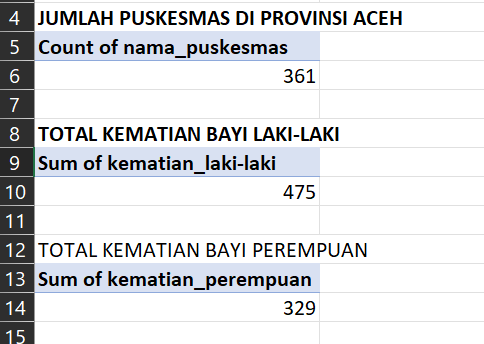 4 JUMLAH PUSKESMAS DI PROVINSI ACEH
5 Count of nama_puskesmas
6 361
7
8 TOTAL KEMATIAN BAYI LAKI-LAKI
9 Sum of kematian_laki-laki
10 475
11
12 TOTAL KEMATIAN BAYI PEREMPUAN
13 Sum of kematian_perempuan
14 329
15